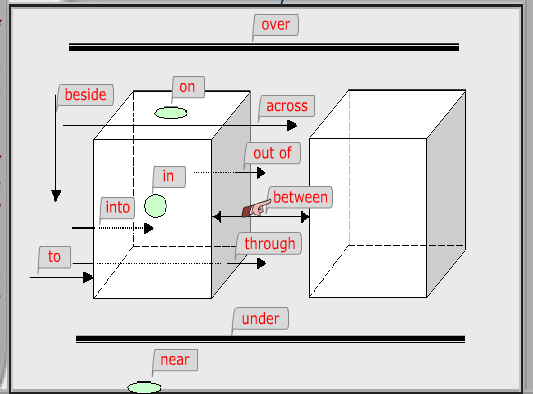 over
on
beside
across
out of
in
between
into
through
to
under
near